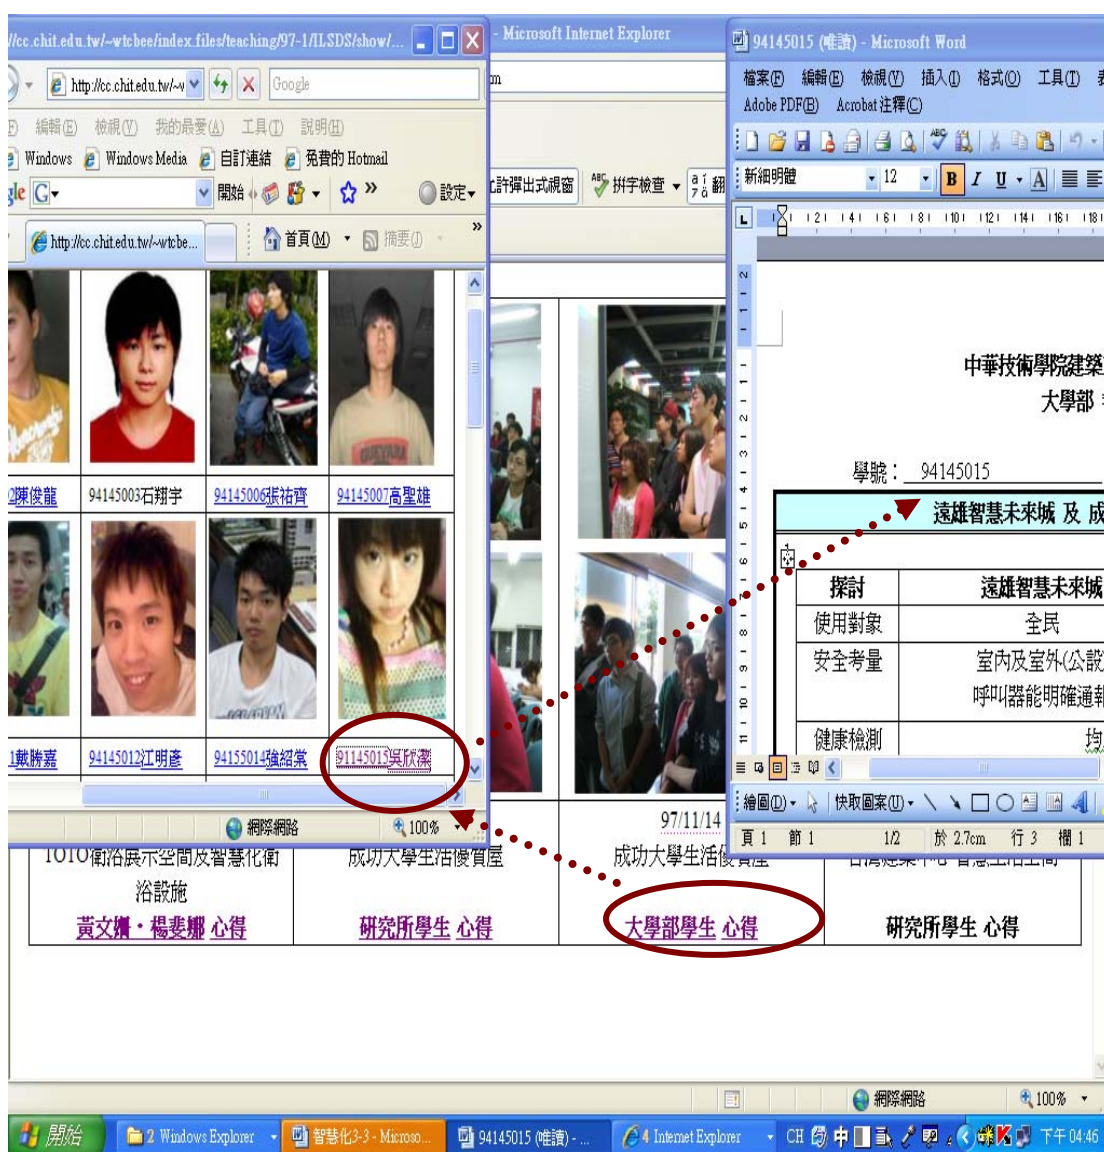 //cc.chit.edu.tw/~wtcbee/index.files/teaching/97-1/ILSDS/show/...
http://cc.chit.edu.tw/~w
Google
編輯(E) 檢視(V) 我的最愛(A) 工具(T) 說明(H)
Windows Windows Media 自訂連結 免費的 Hotmail
gle G 開始 » 設定
http://cc.chit.edu.tw/~wtcbe...
首頁(M) 摘要(J) »
陳俊龍 94145003石翔宇 94145006張祐齊 94145007高聖雄
1戴勝嘉 94145012江明彥 94155014強紹棠 91145015吳欣潔
網際網路 100%
- Microsoft Internet Explorer
m
許彈出式視窗 拼字檢查 翻
94145015 (唯讀) - Microsoft Word
檔案(F) 編輯(E) 檢視(V) 插入(I) 格式(O) 工具(T)
Adobe PDF(B) Acrobat 注釋(C)
新細明體 12 B I U A
中華技術學院建築
大學部
學號： 94145015
遠雄智慧未來城 及 成
探討 遠雄智慧未來城
使用對象 全民
安全考量 室內及室外(公設
呼叫器能明確通報
健康檢測 均
繪圖(D) 快取圖案(U)
頁 1 節 1 1/2 於 2.7cm 行 3 欄 1
97/11/14
TOTO衛浴展示空間及智慧化衛
浴設施
成功大學生活優質屋
成功大學生活優質屋
黃文孄・楊斐娜 心得
研究所學生 心得
大學部學生 心得
研究所學生 心得
網際網路 100%
開始 2 Windows Explorer 智慧化3-3 - Microso... 94145015 (唯讀) - ... 4 Internet Explorer CH 中 下午 04:46